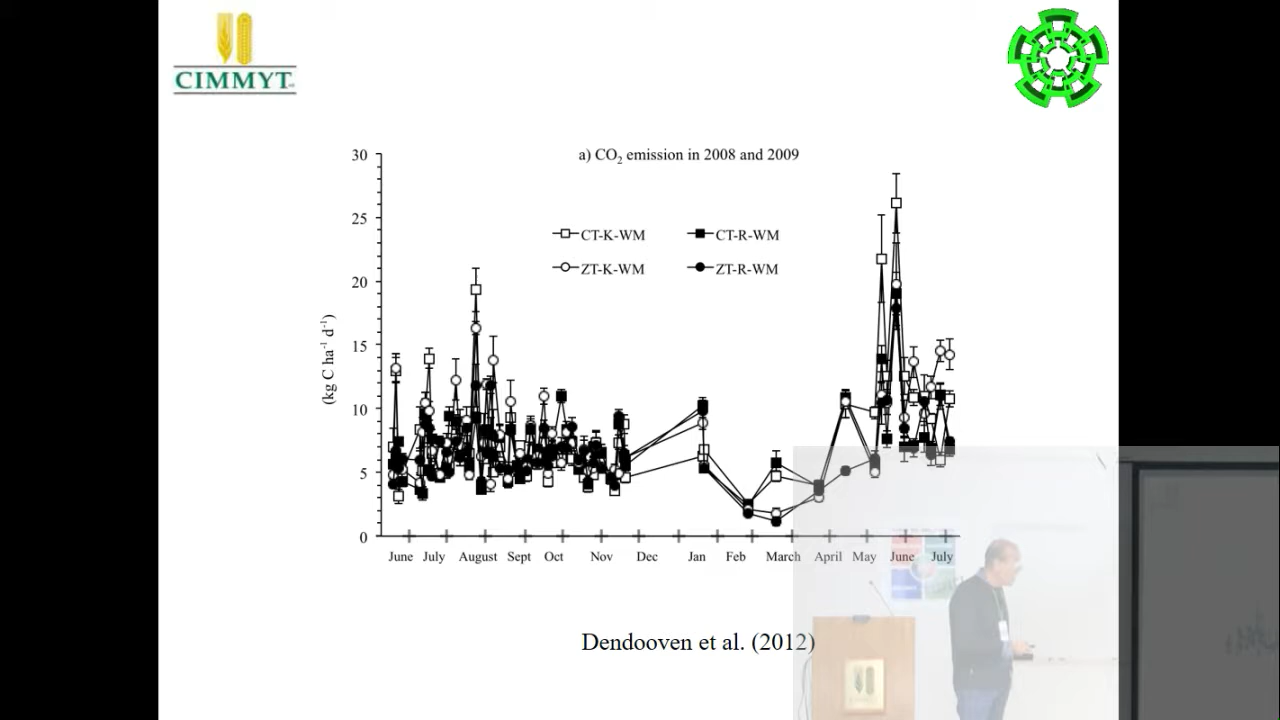 CIMMYT
a) CO₂ emission in 2008 and 2009
30
25
20
15
10
5
0
(kg C ha⁻¹ d⁻¹)
CT-K-WM
CT-R-WM
ZT-K-WM
ZT-R-WM
June July August Sept Oct Nov Dec Jan Feb March April May June July
Dendooven et al. (2012)